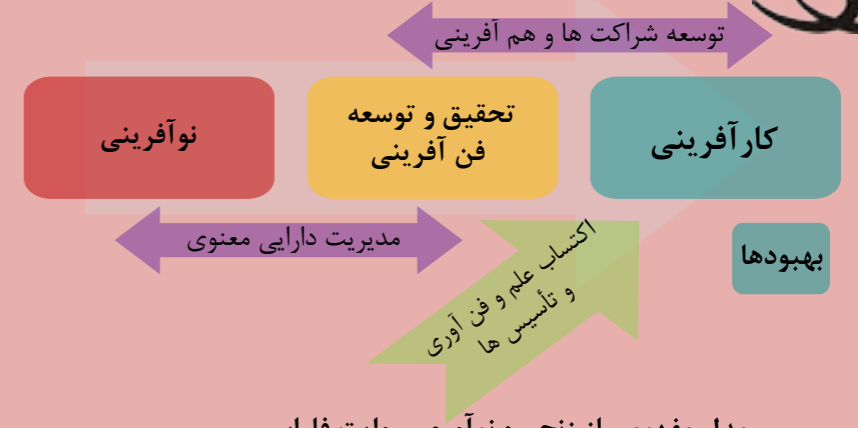 توسعه شراکت ها و هم آفرینی
کارآفرینی
تحقیق و توسعه
فن آفرینی
نوآفرینی
مدیریت دارایی معنوی
اکتساب علم و فن آوری
و تأسیس ها
بهبودها